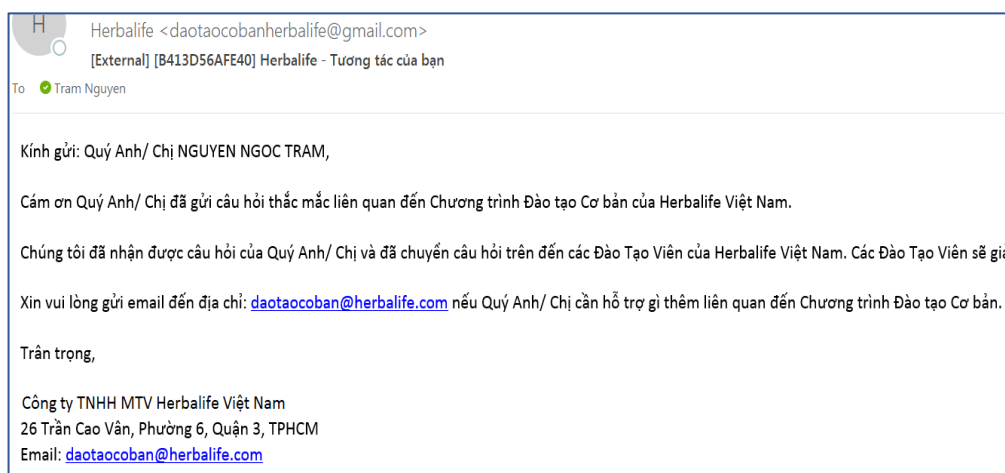 H
Herbalife <daotaocobanherbalife@gmail.com>
[External] [B413D56AFE40] Herbalife - Tương tác của bạn
To Tram Nguyen
Kính gửi: Quý Anh/ Chị NGUYEN NGOC TRAM,
Cám ơn Quý Anh/ Chị đã gửi câu hỏi thắc mắc liên quan đến Chương trình Đào tạo Cơ bản của Herbalife Việt Nam.
Chúng tôi đã nhận được câu hỏi của Quý Anh/ Chị và đã chuyển câu hỏi trên đến các Đào Tạo Viên của Herbalife Việt Nam. Các Đào Tạo Viên sẽ
Xin vui lòng gửi email đến địa chỉ: daotaocoban@herbalife.com nếu Quý Anh/ Chị cần hỗ trợ gì thêm liên quan đến Chương trình Đào tạo Cơ bản.
Trân trọng,
Công ty TNHH MTV Herbalife Việt Nam
26 Trần Cao Vân, Phường 6, Quận 3, TPHCM
Email: daotaocoban@herbalife.com